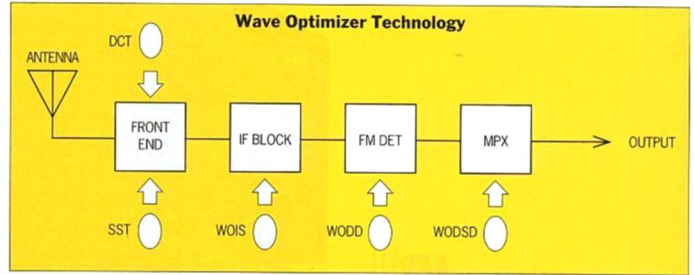 Wave Optimizer Technology
DCT
ANTENNA
FRONT
END
IF BLOCK
FM DET
MPX
OUTPUT
SST
WOIS
WODD
WODSD